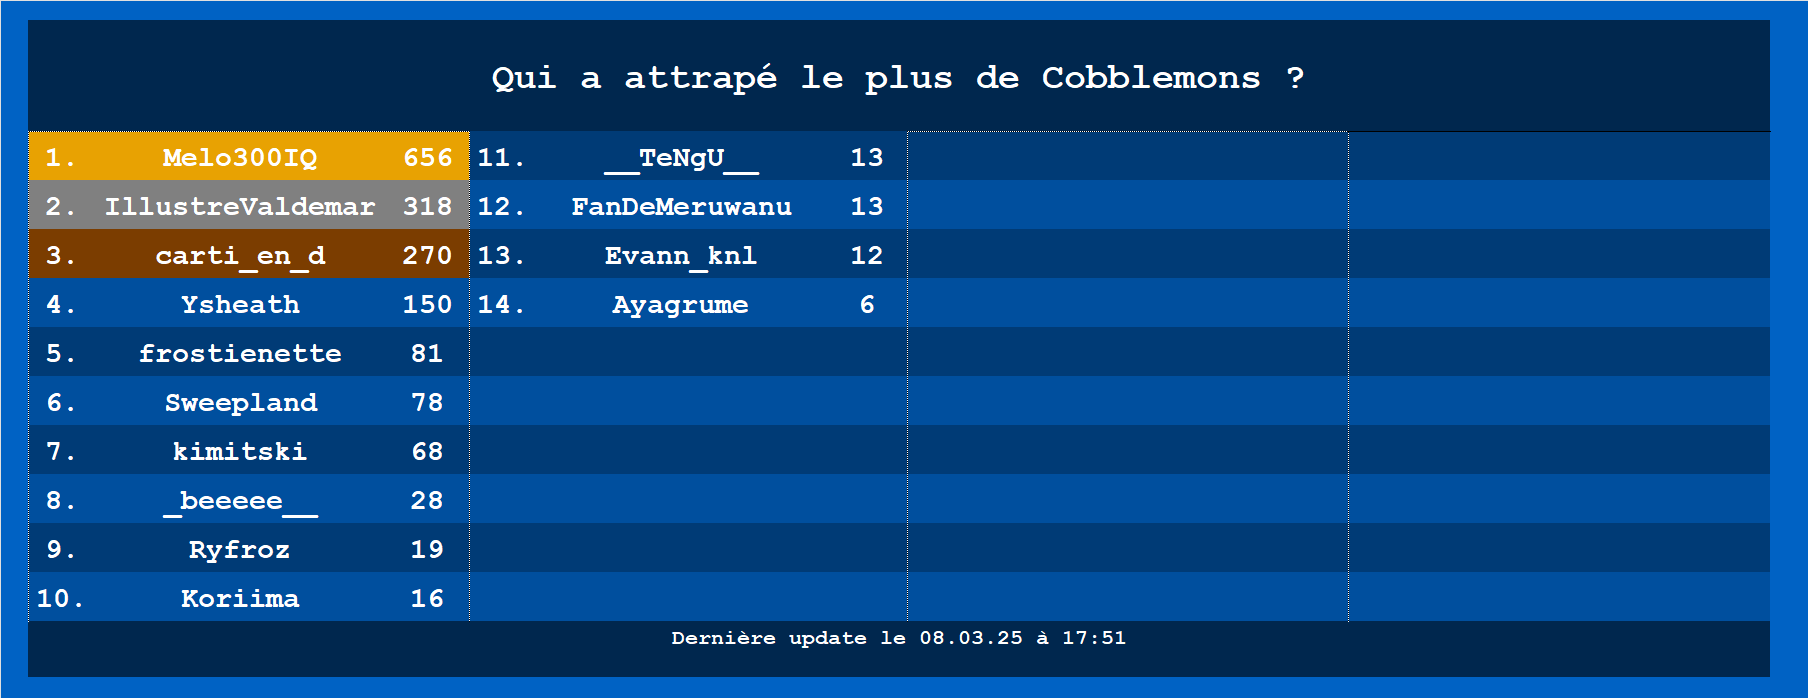 Qui a attrapé le plus de Cobblemons ?
1. Melo300IQ 656
2. IllustreValdemar 318
3. carti_en_d 270
4. Ysheath 150
5. frostienette 81
6. Sweepland 78
7. kimitski 68
8. _beeeee__ 28
9. Ryfroz 19
10. Koriima 16
11. __TeNgU__ 13
12. FanDeMeruwanu 13
13. Evann_knl 12
14. Ayagrume 6
Dernière update le 08.03.25 à 17:51